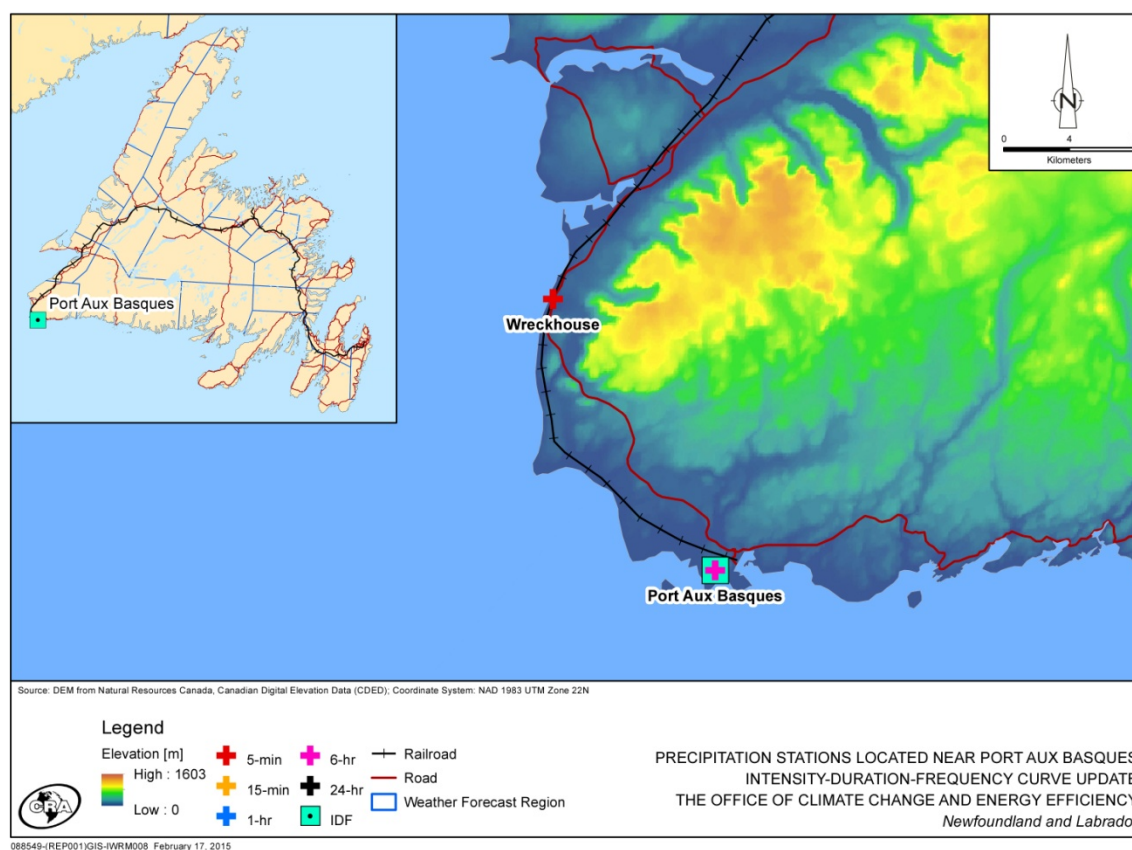 Port Aux Basques
N
0 4
Kilometers
Wreckhouse
Port Aux Basques
Source: DEM from Natural Resources Canada, Canadian Digital Elevation Data (CDED); Coordinate System: NAD 1983 UTM Zone 22N
Legend
Elevation [m]
High : 1603
Low : 0
5-min
15-min
1-hr
6-hr
24-hr
IDF
Railroad
Road
Weather Forecast Region
CRA
PRECIPITATION STATIONS LOCATED NEAR PORT AUX BASQUES
INTENSITY-DURATION-FREQUENCY CURVE UPDATE
THE OFFICE OF CLIMATE CHANGE AND ENERGY EFFICIENCY
Newfoundland and Labrado
088549-(REP001)GIS-IWRM008 February 17, 2015